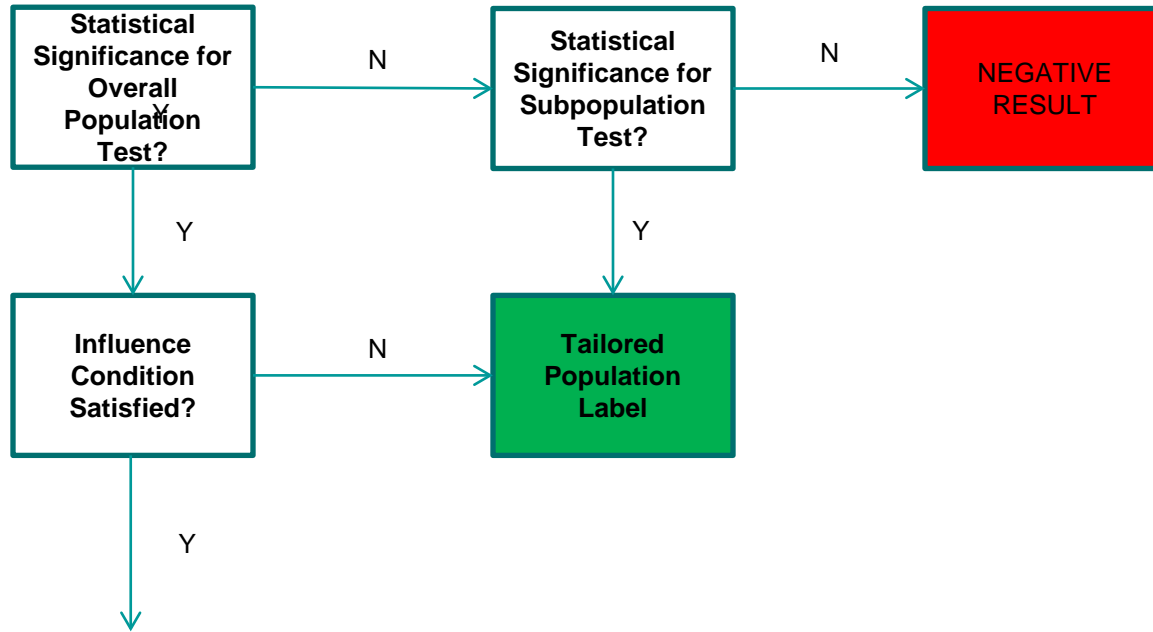 Statistical
Significance for
Overall
Population
Y
Test?
N
Statistical
Significance for
Subpopulation
Test?
N
NEGATIVE
RESULT
Y
Y
Influence
Condition
Satisfied?
N
Tailored
Population
Label
Y